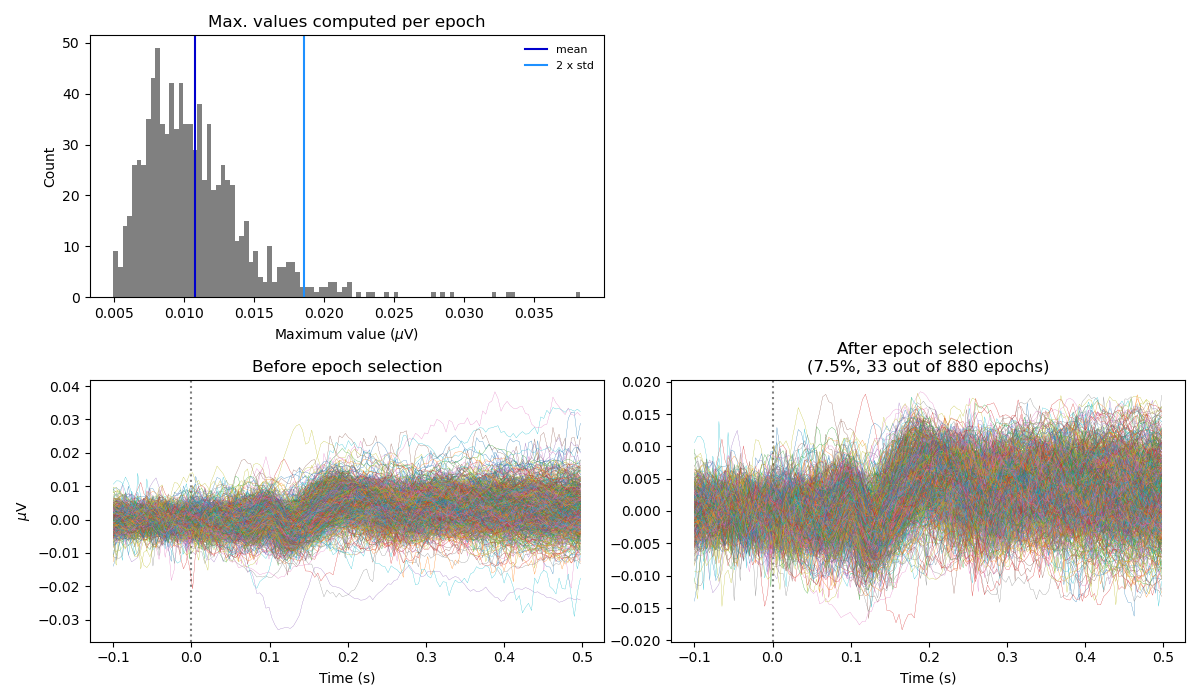 Max. values computed per epoch
50
40
30
20
10
0
Count
mean
2 x std
0.005 0.010 0.015 0.020 0.025 0.030 0.035
Maximum value (μV)
Before epoch selection
0.04
0.03
0.02
0.01
0.00
−0.01
−0.02
−0.03
μV
−0.1 0.0 0.1 0.2 0.3 0.4 0.5
Time (s)
After epoch selection
(7.5%, 33 out of 880 epochs)
0.020
0.015
0.010
0.005
0.000
−0.005
−0.010
−0.015
−0.020
−0.1 0.0 0.1 0.2 0.3 0.4 0.5
Time (s)